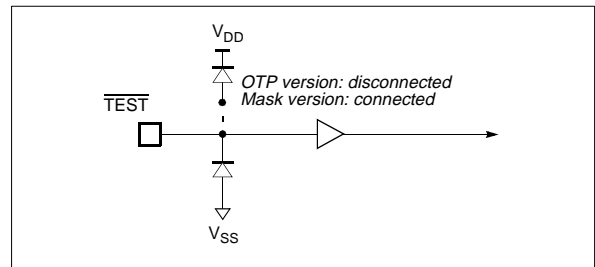 VDD
OTP version: disconnected
Mask version: connected
TEST
VSS